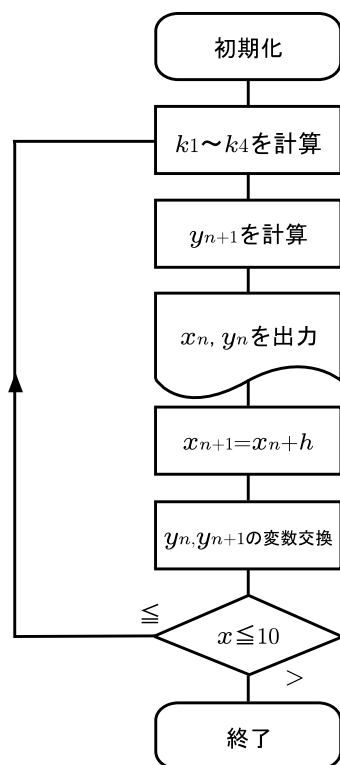 初期化
k1～k4を計算
yn+1を計算
xn, ynを出力
xn+1=xn+h
yn,yn+1の変数交換
≦
x≦10
＞
終了